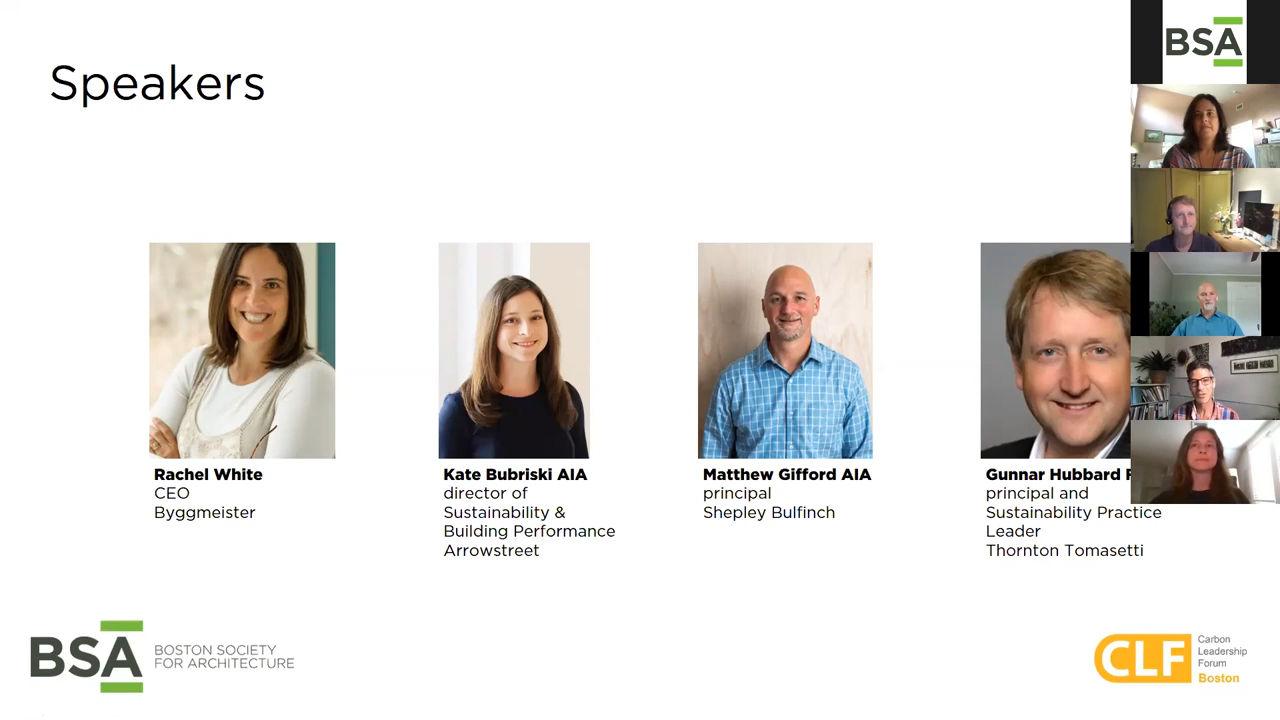 Speakers
BSA
Rachel White
CEO
Byggmeister
Kate Bubriski AIA
director of
Sustainability &
Building Performance
Arrowstreet
Matthew Gifford AIA
principal
Shepley Bulfinch
Gunnar Hubbard
principal and
Sustainability Practice
Leader
Thornton Tomasetti
BSA
BOSTON SOCIETY
FOR ARCHITECTURE
CLF
Carbon
Leadership
Forum
Boston